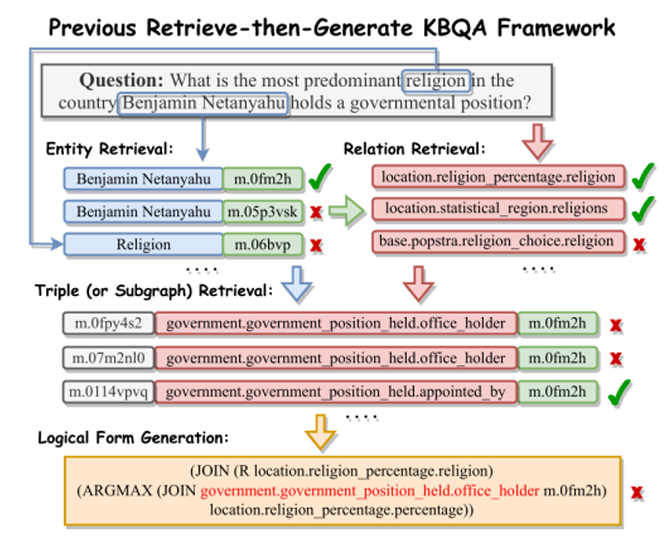 Previous Retrieve-then-Generate KBQA Framework
Question: What is the most predominant religion in the
country Benjamin Netanyahu holds a governmental position?
Entity Retrieval:
Relation Retrieval:
Benjamin Netanyahu m.0fm2h
location.religion_percentage.religion
Benjamin Netanyahu m.05p3vsk
location.statistical_region.religions
Religion m.06bvp
base.popstra.religion_choice.religion
....
....
Triple (or Subgraph) Retrieval:
m.0fpy4s2 government.government_position_held.office_holder m.0fm2h
m.07m2nl0 government.government_position_held.office_holder m.0fm2h
m.0114vpvq government.government_position_held.appointed_by m.0fm2h
....
Logical Form Generation:
(JOIN (R location.religion_percentage.religion)
(ARGMAX (JOIN government.government_position_held.office_holder m.0fm2h)
location.religion_percentage.percentage))